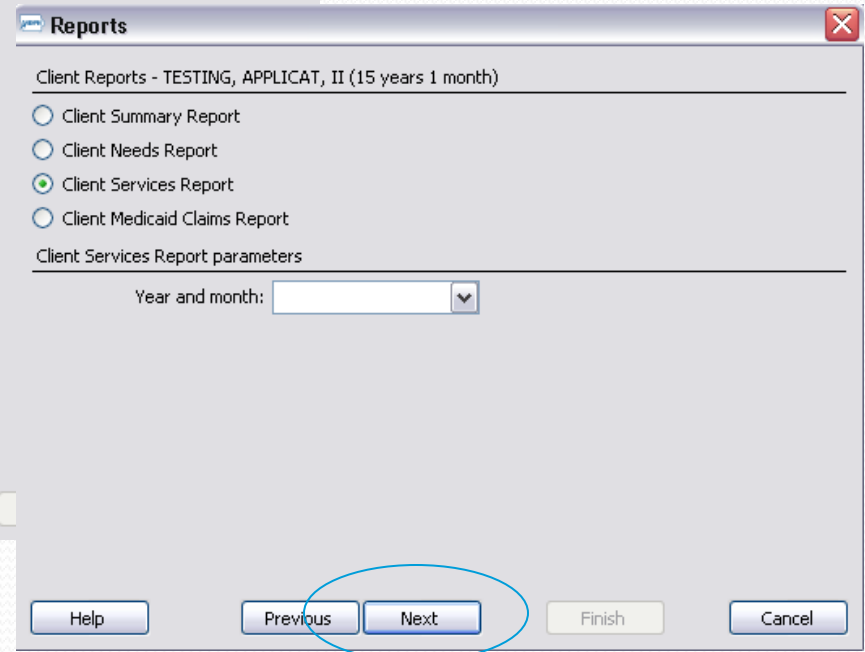 Reports
Client Reports - TESTING, APPLICAT, II (15 years 1 month)
Client Summary Report
Client Needs Report
Client Services Report
Client Medicaid Claims Report
Client Services Report parameters
Year and month:
Help Previous Next Finish Cancel